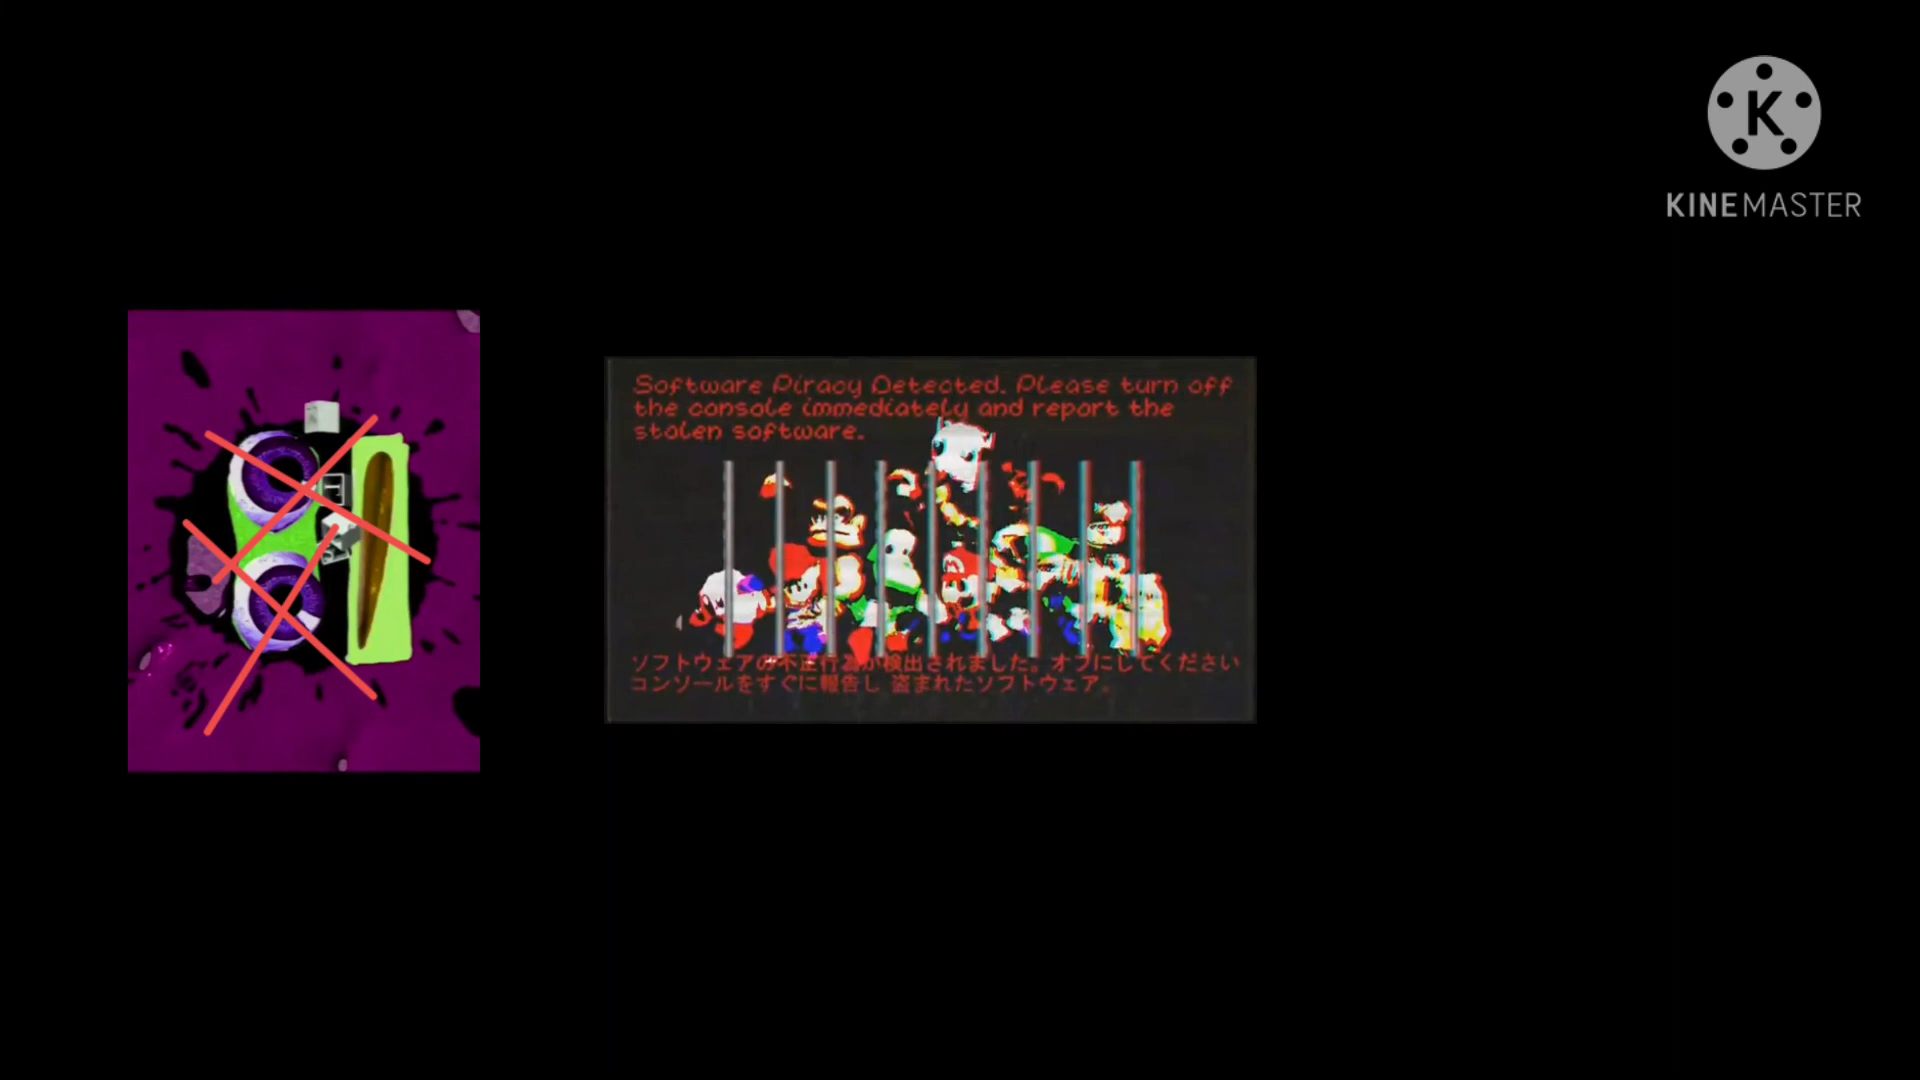 K
KINEMASTER
Software Piracy Detected. Please turn off
the console immediately and report the
stolen software.
ソフトウェアの不正行為が検出されました。オフにしてください
コンソールをすぐに報告し 盗まれたソフトウェア。